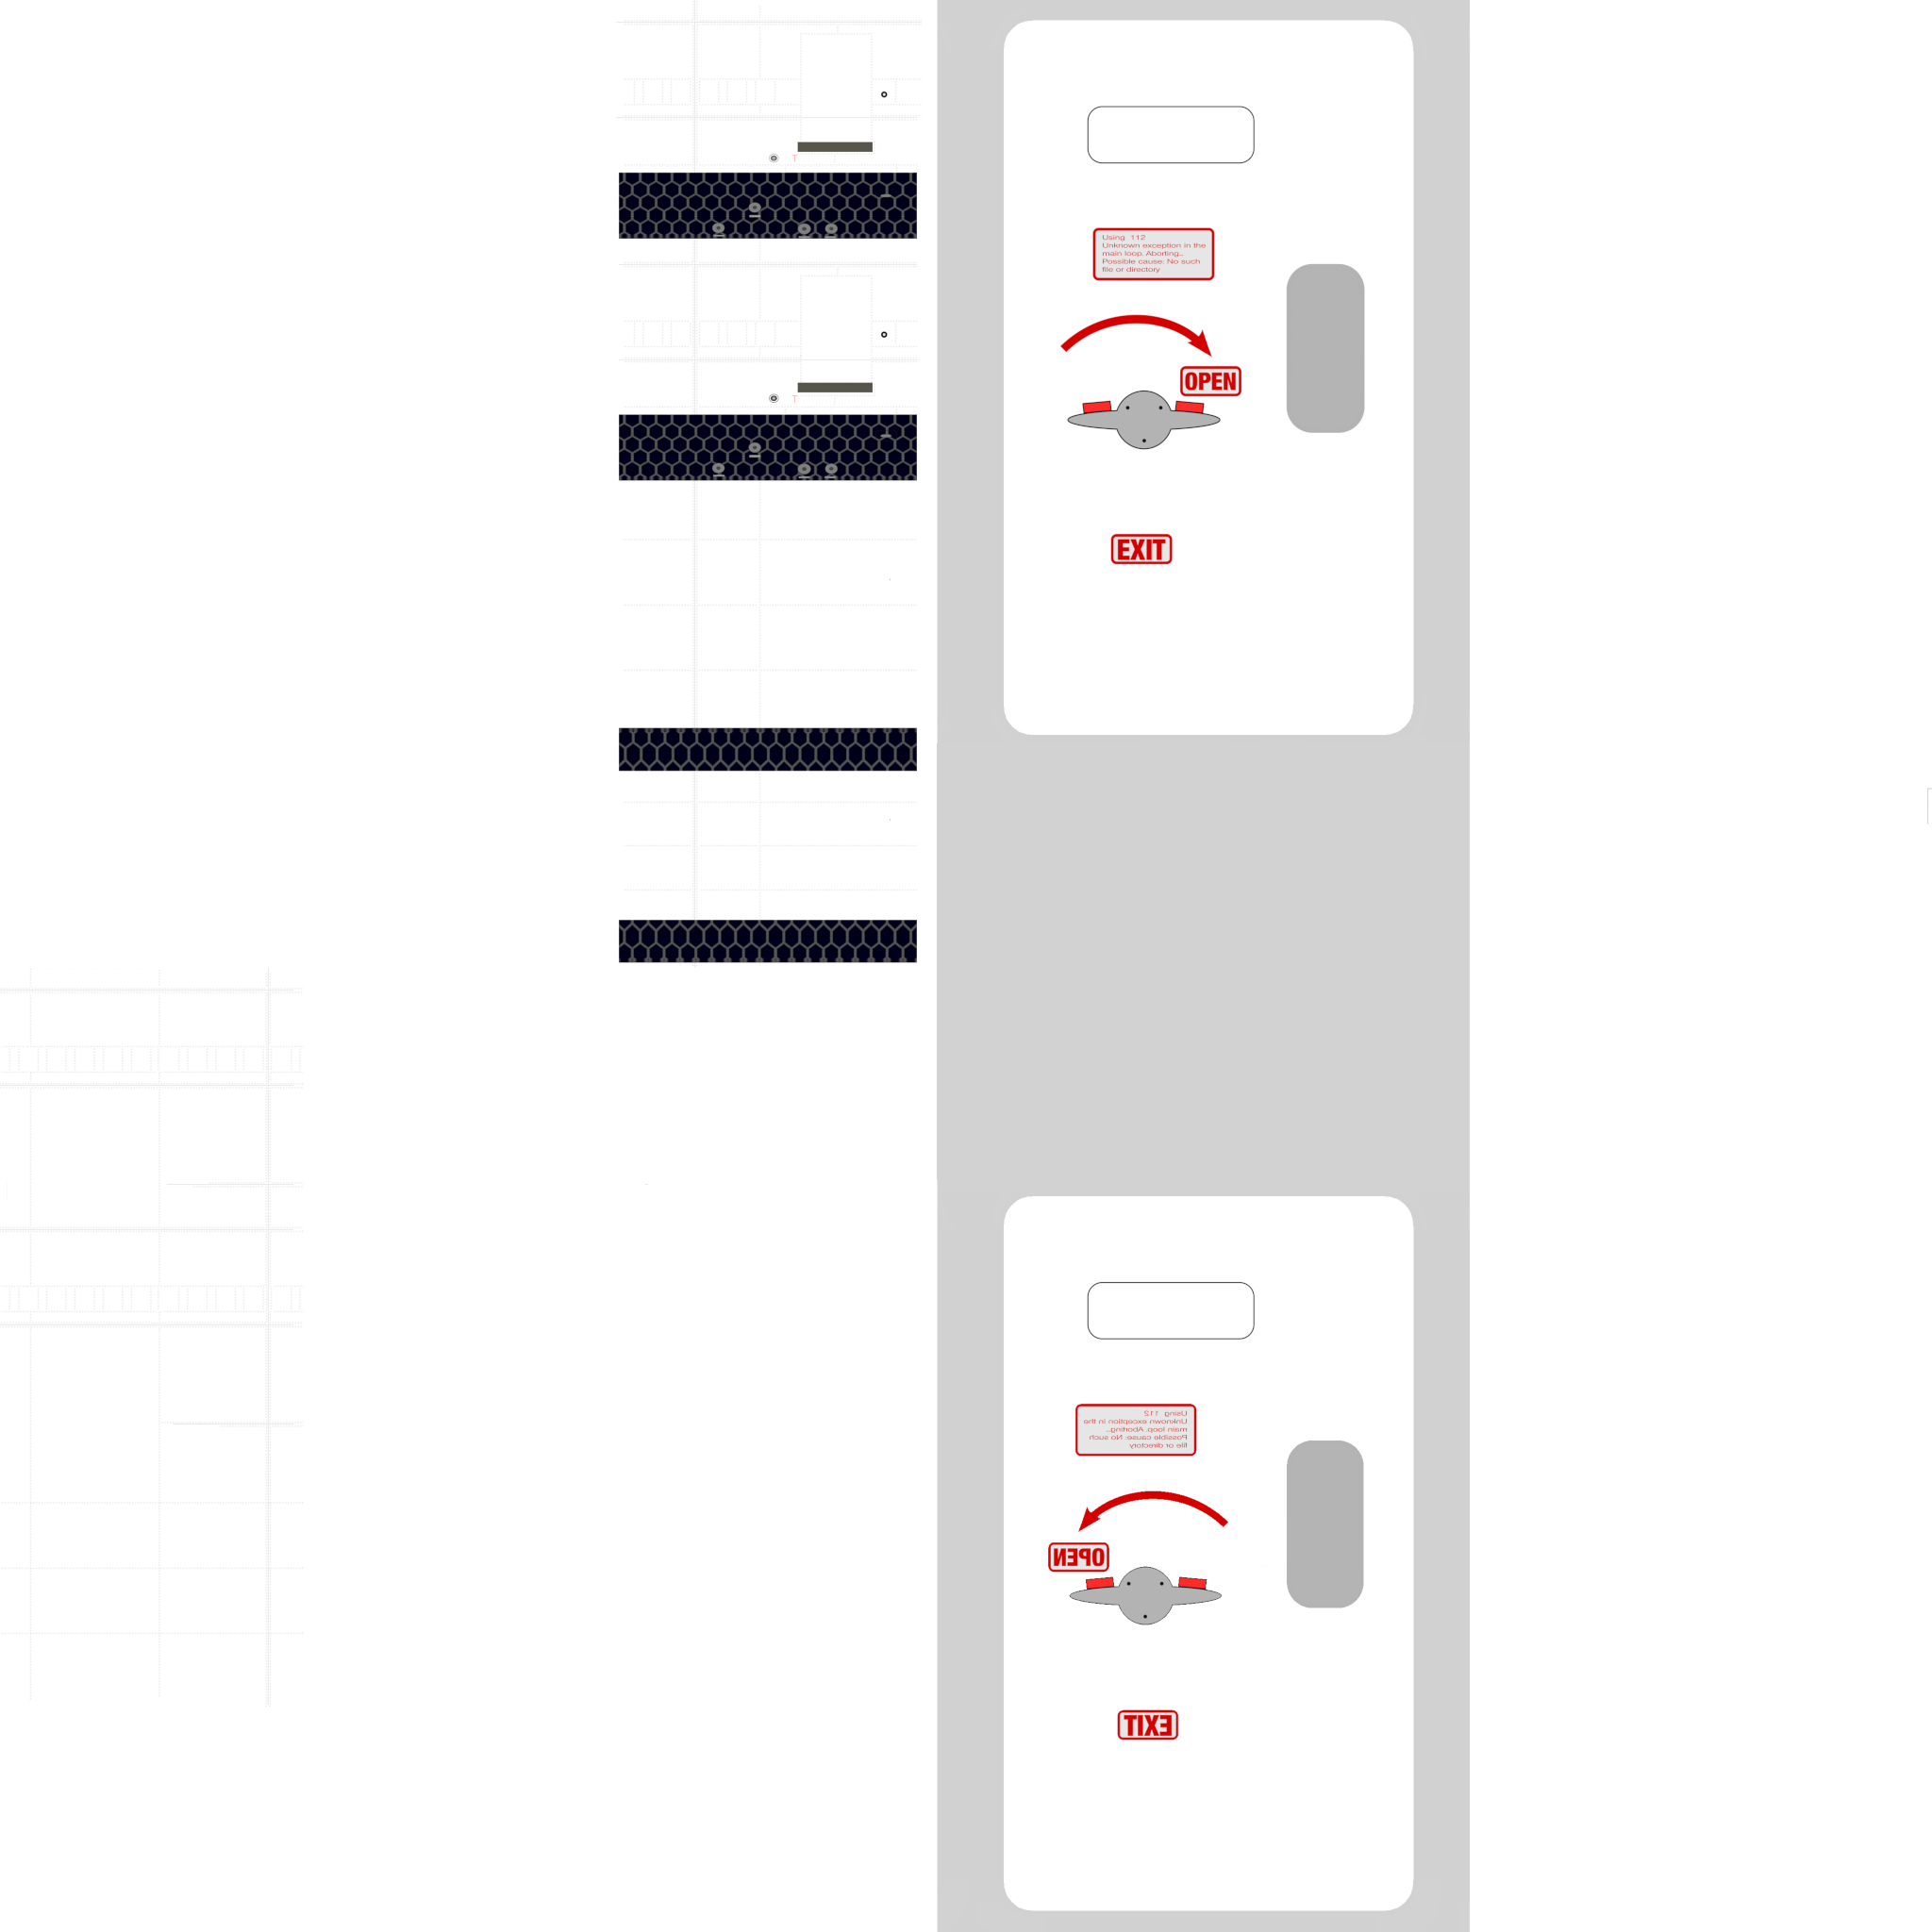 Using 112
Unknown exception in the
main loop. Aborting...
Possible cause: No such
file or directory
OPEN
EXIT
Using 112
Unknown exception in the
main loop. Aborting...
Possible cause: No such
file or directory
OPEN
EXIT